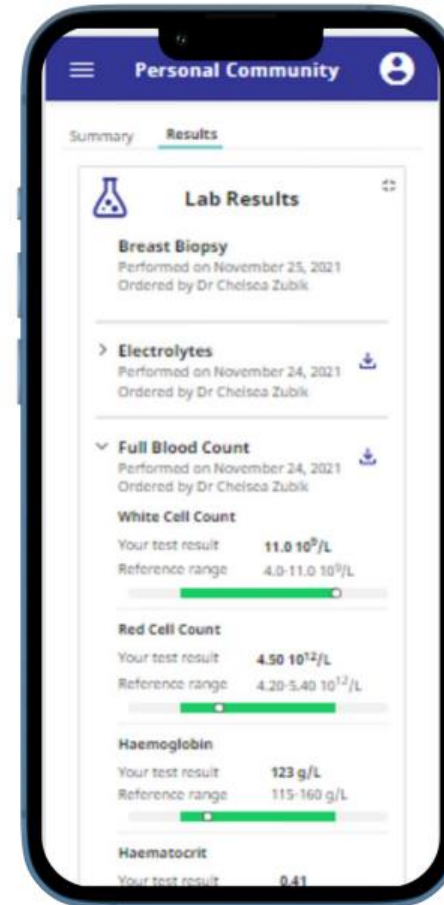 Personal Community
Summary Results
Lab Results
Breast Biopsy
Performed on November 25, 2021
Ordered by Dr Chelsea Zubik
Electrolytes
Performed on November 24, 2021
Ordered by Dr Chelsea Zubik
Full Blood Count
Performed on November 24, 2021
Ordered by Dr Chelsea Zubik
White Cell Count
Your test result 11.0 10⁹/L
Reference range 4.0-11.0 10⁹/L
Red Cell Count
Your test result 4.50 10¹²/L
Reference range 4.20-5.40 10¹²/L
Haemoglobin
Your test result 123 g/L
Reference range 115-160 g/L
Haematocrit
Your test result 0.41